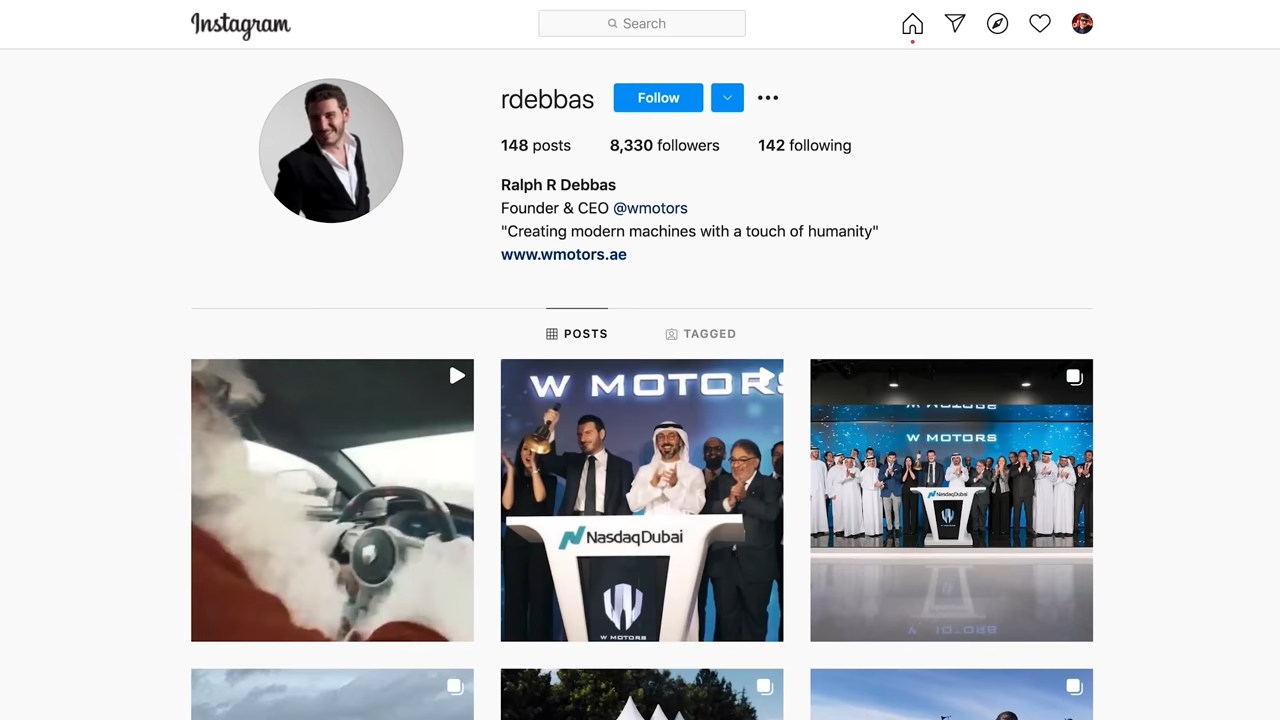 Instagram
Search
rdebbas
Follow
148 posts 8,330 followers 142 following
Ralph R Debbas
Founder & CEO @wmotors
"Creating modern machines with a touch of humanity"
www.wmotors.ae
POSTS
TAGGED
W MOTORS
NasdaqDubai
W MOTORS
W MOTORS
W MOTORS
NasdaqDubai